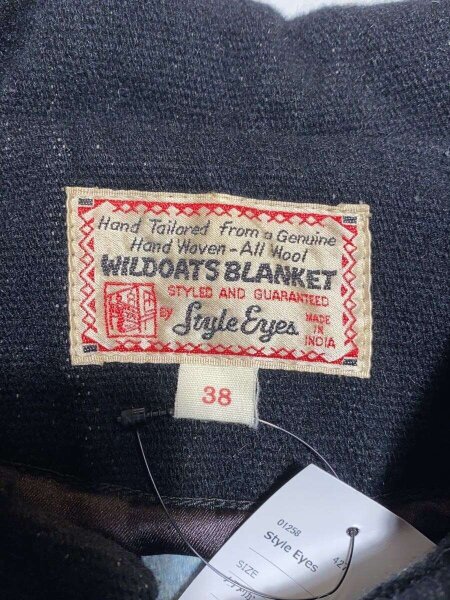 Hand Tailored from a Genuine
Hand Woven - All Wool
WILDOATS BLANKET
STYLED AND GUARANTEED
BY Style Eyes
MADE
IN
INDIA
38
01258
Style Eyes
SIZE